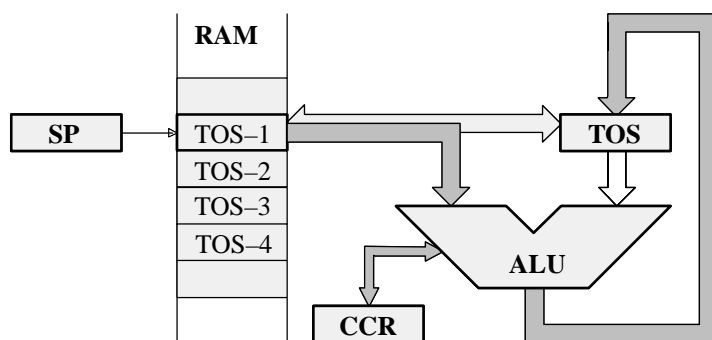 RAM
SP
TOS–1
TOS
TOS–2
TOS–3
TOS–4
ALU
CCR